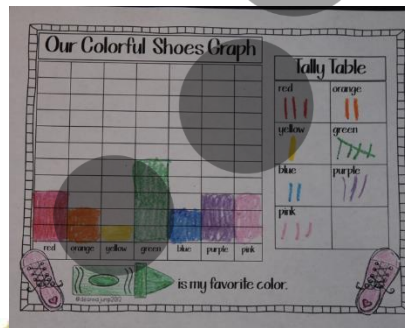 Our Colorful Shoes Graph
Tally Table
red orange
yellow green
blue purple
pink
red orange yellow green blue purple pink
is my favorite color.